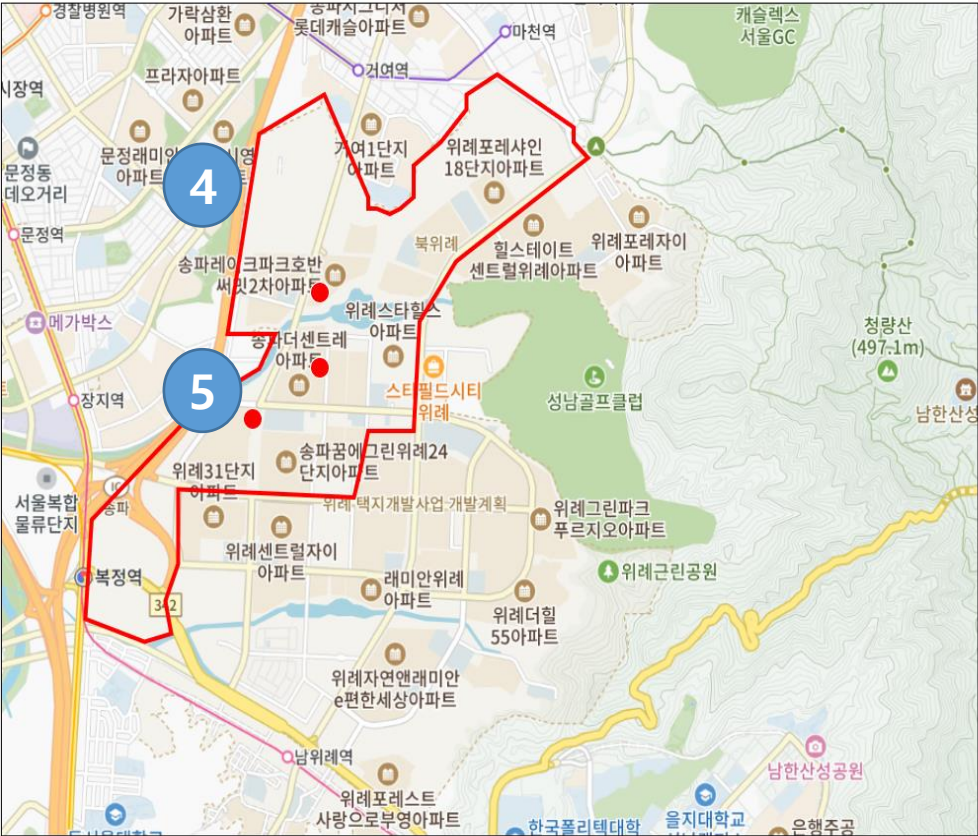 경찰병원역
가락삼환
아파트
롯데캐슬아파트
마천역
캐슬렉스
서울GC
거여역
프라자아파트
시장역
문정래미안
아파트
시영
거여1단지
아파트
위례포레샤인
18단지아파트
문정동
데오거리
4
문정역
북위례
힐스테이트
센트럴위례아파트
위례포레자이
아파트
송파레이크파크호반
써밋2차아파트
메가박스
위례스타힐스
아파트
송파더센트레
아파트
청량산
(497.1m)
5
장지역
스타필드시티
위례
성남골프클럽
남한산성
송파꿈에그린위례24
단지아파트
위례31단지
아파트
서울복합
물류단지
IC
송파
위례 택지개발사업 개발계획
위례그린파크
푸르지오아파트
위례센트럴자이
아파트
복정역
342
래미안위례
아파트
위례근린공원
위례더힐
55아파트
위례자연앤래미안
e편한세상아파트
남위례역
남한산성공원
위례포레스트
사랑으로부영아파트
한국폴리텍대학
을지대학교
은행주공